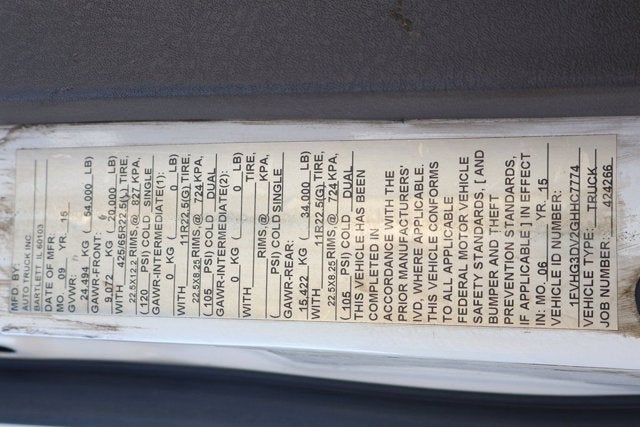 MFD BY:
AUTO TRUCK INC
BARTLETT IL 60103
DATE OF MFR:
MO. 09 YR. 15
GVWR:
24,494 KG ( 54,000 LB)
GAWR-FRONT:
9,072 KG ( 20,000 LB)
WITH 425/65R22.5(L) TIRE,
22.5X12.2 RIMS,@ 827 KPA,
(120 PSI) COLD SINGLE
GAWR-INTERMEDIATE(1):
0 KG ( 0 LB)
WITH 11R22.5(G) TIRE,
22.5X8.25 RIMS,@ 724 KPA,
(105 PSI) COLD DUAL
GAWR-INTERMEDIATE(2):
0 KG ( 0 LB)
WITH TIRE,
RIMS,@ KPA,
( PSI) COLD SINGLE
GAWR-REAR:
15,422 KG ( 34,000 LB)
WITH 11R22.5(G) TIRE,
22.5X8.25 RIMS,@ 724 KPA,
(105 PSI) COLD DUAL
THIS VEHICLE HAS BEEN
COMPLETED IN
ACCORDANCE WITH THE
PRIOR MANUFACTURERS'
IVD, WHERE APPLICABLE.
THIS VEHICLE CONFORMS
TO ALL APPLICABLE
FEDERAL MOTOR VEHICLE
SAFETY STANDARDS, [ AND
BUMPER AND THEFT
PREVENTION STANDARDS,
IF APPLICABLE ] IN EFFECT
IN: MO. 06 YR. 15
VEHICLE ID NUMBER:
1FVHG3DV2GHHC7774
VEHICLE TYPE: TRUCK
JOB NUMBER: 424266